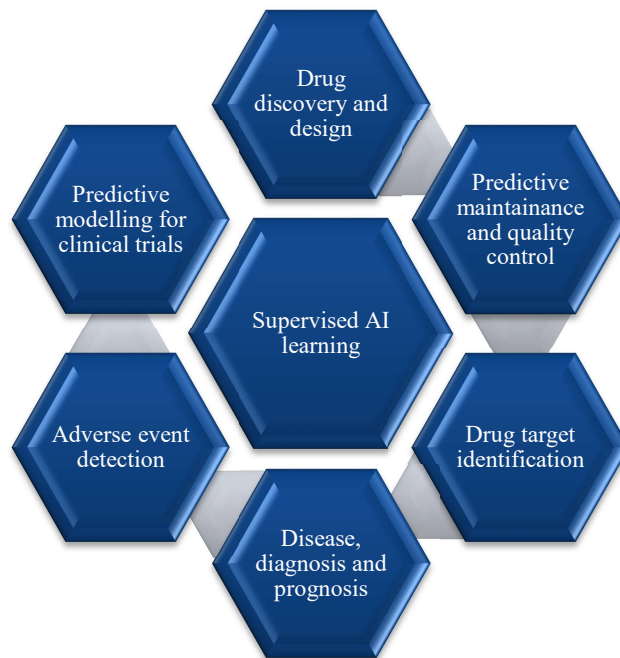 Drug
discovery and
design
Predictive
maintainance
and quality
control
Drug target
identification
Disease,
diagnosis and
prognosis
Adverse event
detection
Predictive
modelling for
clinical trials
Supervised AI
learning